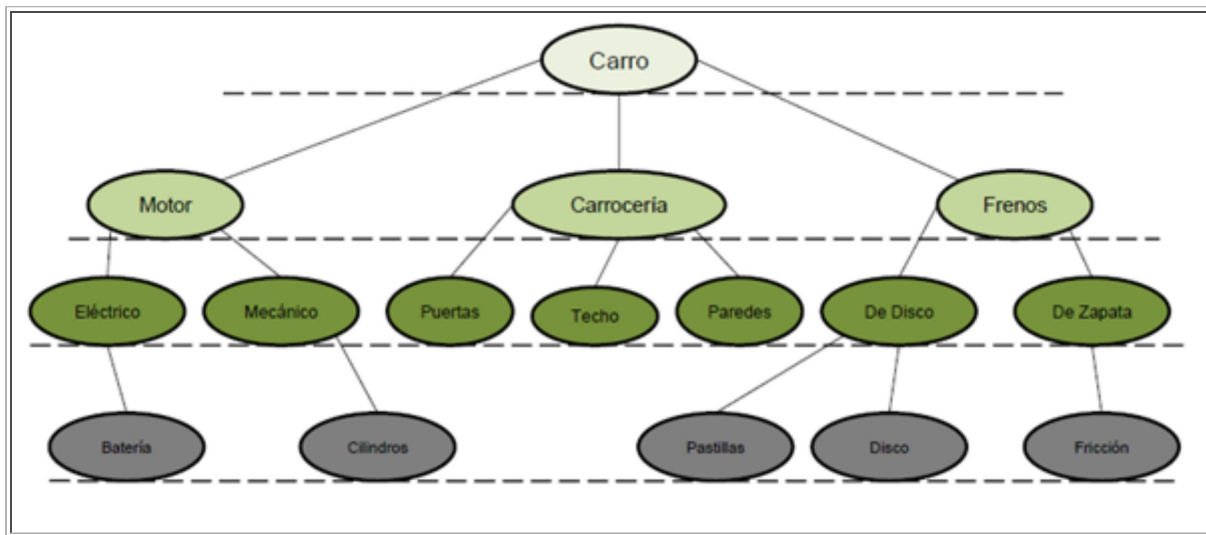 Carro
Motor
Carrocería
Frenos
Eléctrico
Mecánico
Puertas
Techo
Paredes
De Disco
De Zapata
Batería
Cilindros
Pastillas
Disco
Fricción